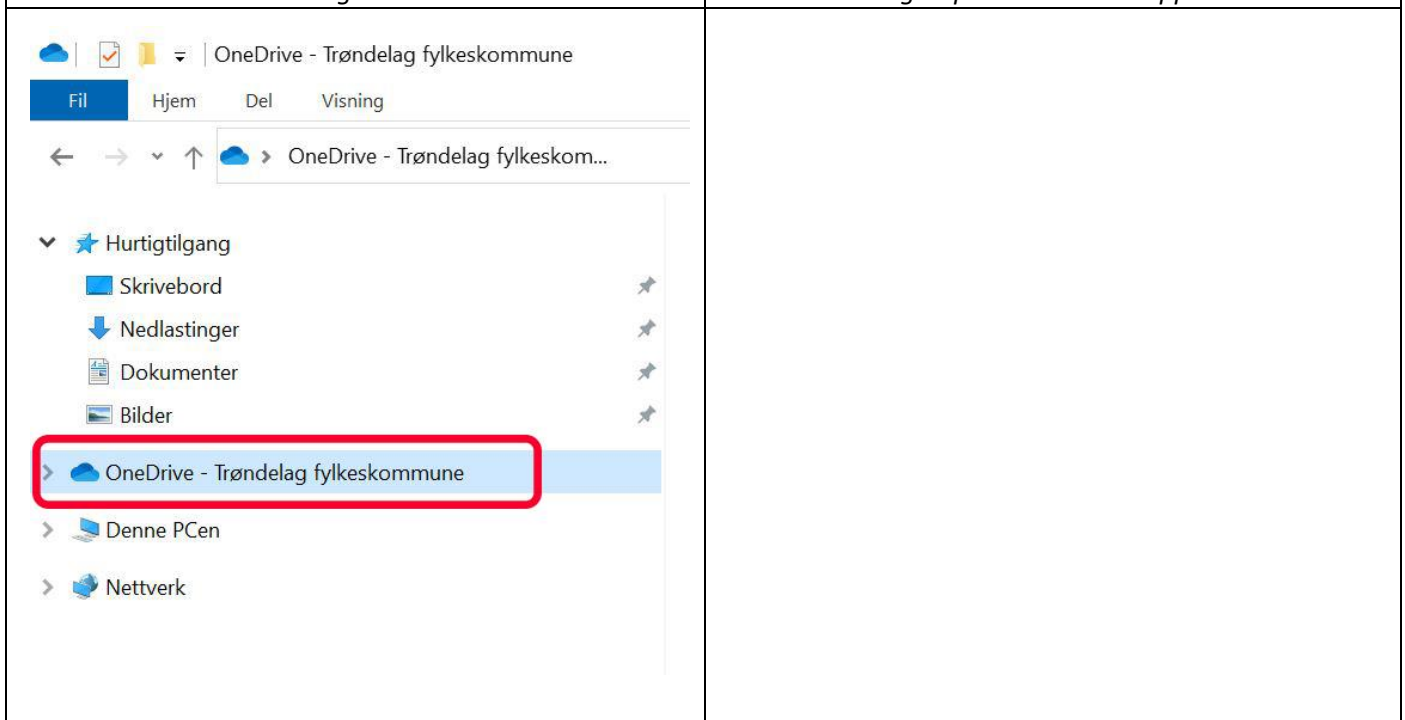 OneDrive - Trøndelag fylkeskommune
Fil Hjem Del Visning
OneDrive - Trøndelag fylkeskom...
Hurtigtilgang
Skrivebord
Nedlastinger
Dokumenter
Bilder
OneDrive - Trøndelag fylkeskommune
Denne PCen
Nettverk